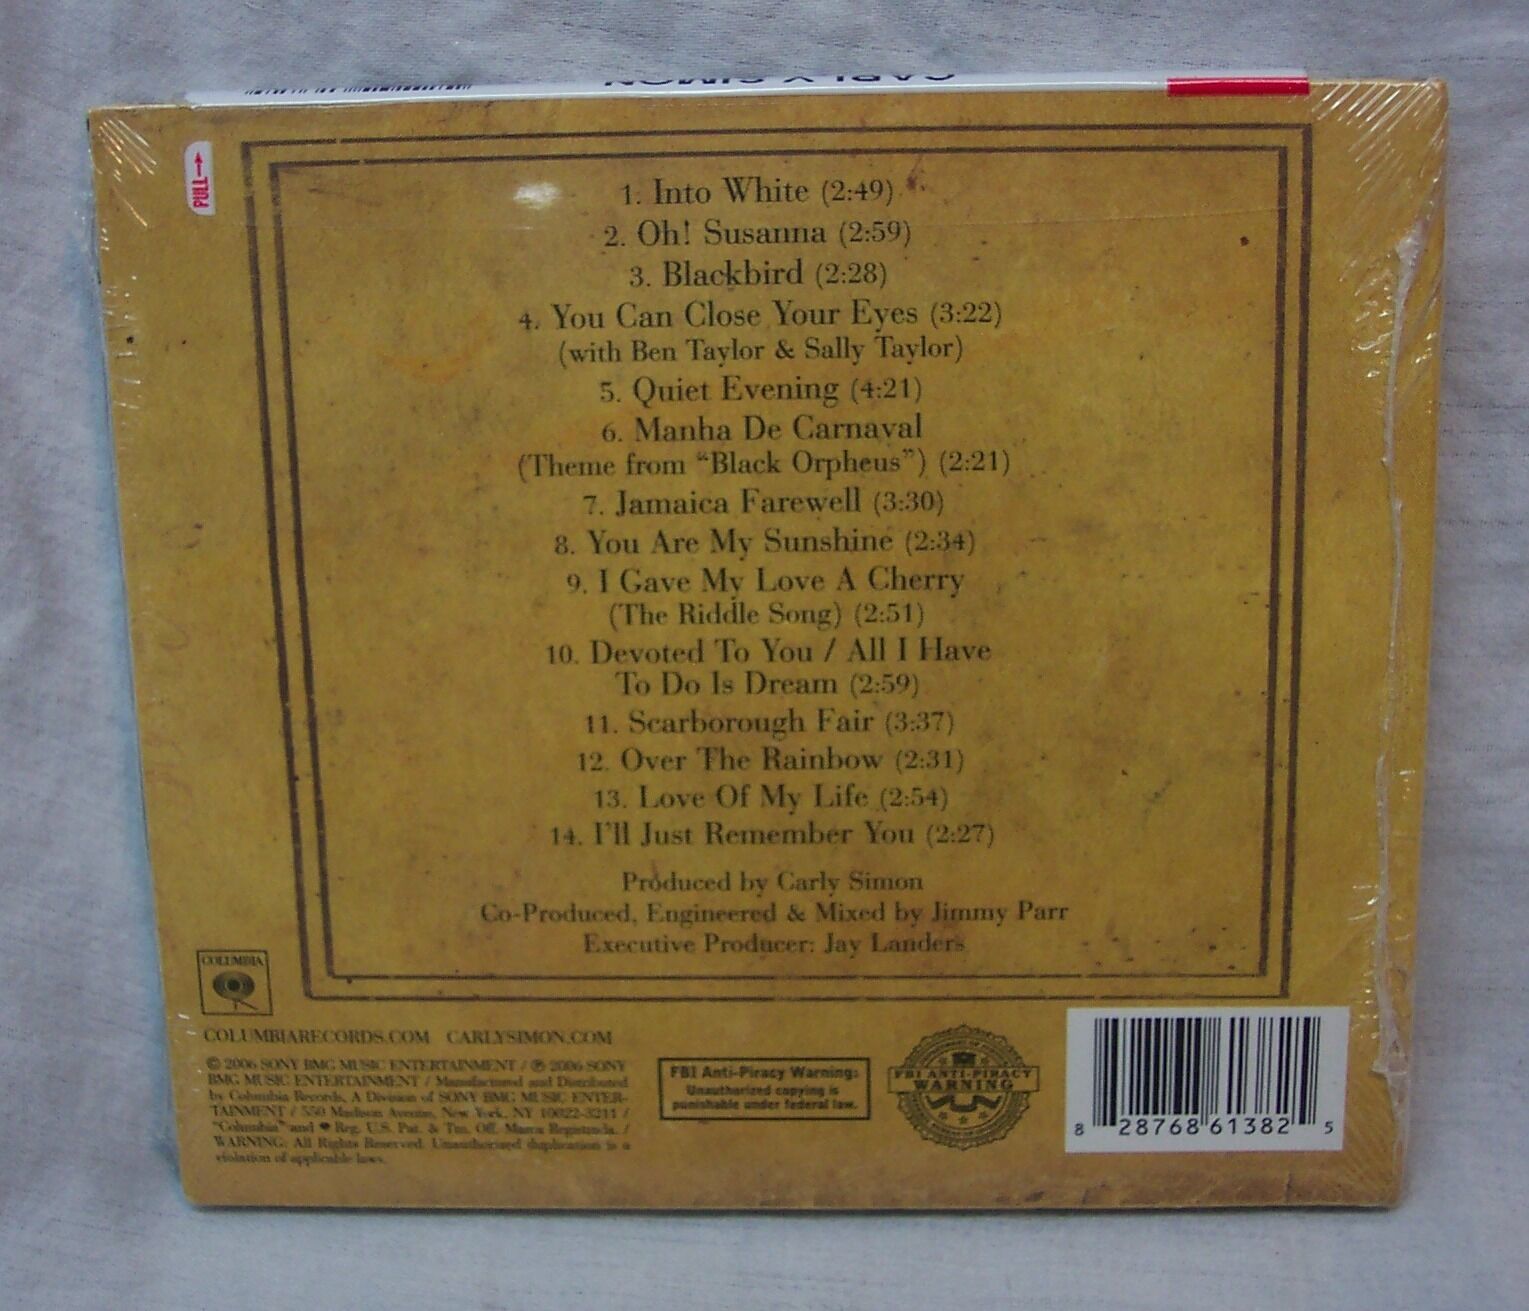 CARLY SIMON
PULL→
1. Into White (2:49)
2. Oh! Susanna (2:59)
3. Blackbird (2:28)
4. You Can Close Your Eyes (3:22)
(with Ben Taylor & Sally Taylor)
5. Quiet Evening (4:21)
6. Manha De Carnaval
(Theme from “Black Orpheus”) (2:21)
7. Jamaica Farewell (3:30)
8. You Are My Sunshine (2:34)
9. I Gave My Love A Cherry
(The Riddle Song) (2:51)
10. Devoted To You / All I Have
To Do Is Dream (2:59)
11. Scarborough Fair (3:37)
12. Over The Rainbow (2:31)
13. Love Of My Life (2:54)
14. I'll Just Remember You (2:27)
Produced by Carly Simon
Co-Produced, Engineered & Mixed by Jimmy Parr
Executive Producer: Jay Landers
COLUMBIA
COLUMBIARECORDS.COM CARLYSIMON.COM
© 2006 SONY BMG MUSIC ENTERTAINMENT / ℗ 2006 SONY
BMG MUSIC ENTERTAINMENT / Manufactured and Distributed
by Columbia Records, A Division of SONY BMG MUSIC ENTER-
TAINMENT / 550 Madison Avenue, New York, NY 10022-3211 /
“Columbia” and ❤ Reg. U.S. Pat. & Tm. Off. Marca Registrada. /
WARNING: All Rights Reserved. Unauthorized duplication is a
violation of applicable laws.
FBI Anti-Piracy Warning:
Unauthorized copying is
punishable under federal law.
FBI ANTI-PIRACY
WARNING
8 28768 61382 5